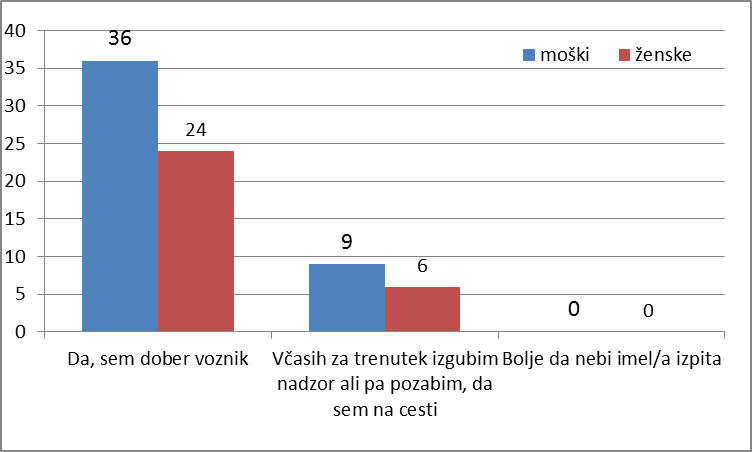 40
35
30
25
20
15
10
5
0
36
24
9
6
0
0
moški
ženske
Da, sem dober voznik
Včasih za trenutek izgubim
nadzor ali pa pozabim, da
sem na cesti
Bolje da nebi imel/a izpita